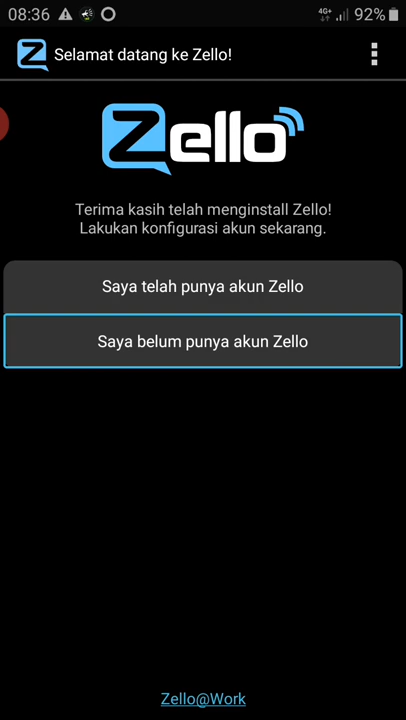 08:36 4G+ 92%
Selamat datang ke Zello!
Zello
Terima kasih telah menginstall Zello!
Lakukan konfigurasi akun sekarang.
Saya telah punya akun Zello
Saya belum punya akun Zello
Zello@Work